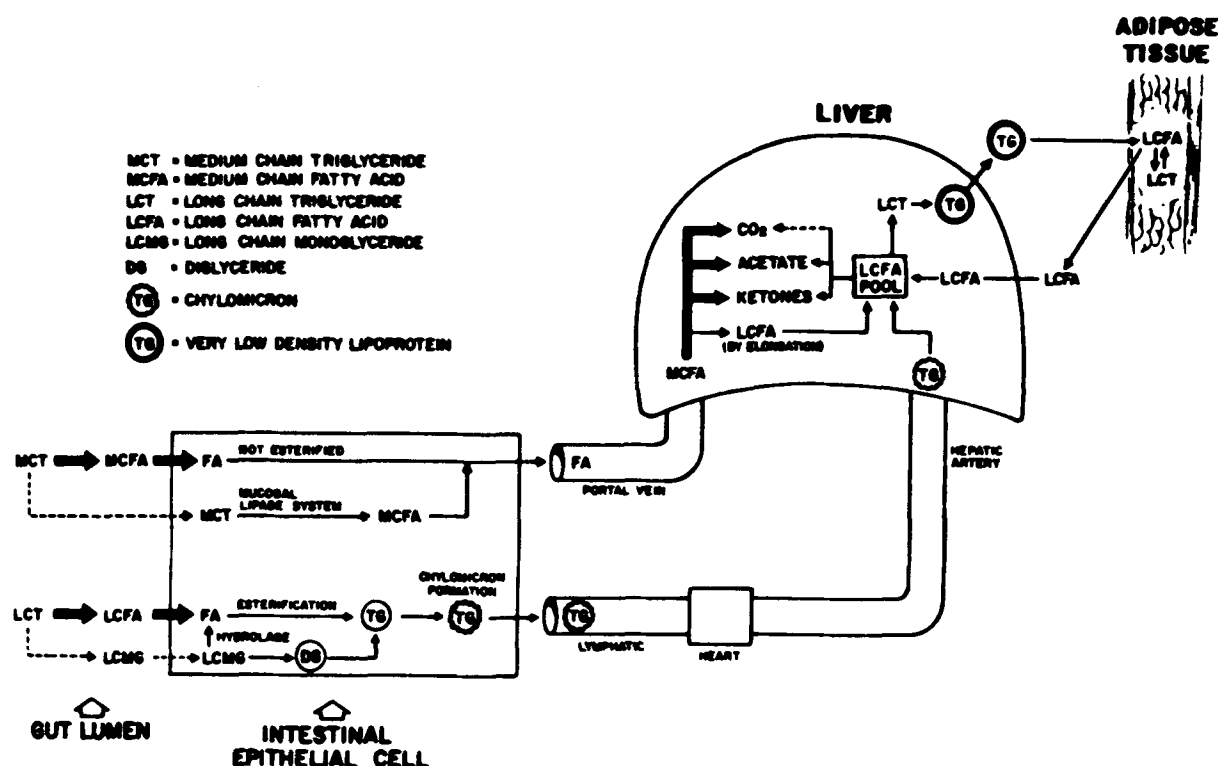 ADIPOSE
TISSUE
LIVER
TG
LCFA
LCT
MCT = MEDIUM CHAIN TRIGLYCERIDE
MCFA = MEDIUM CHAIN FATTY ACID
LCT = LONG CHAIN TRIGLYCERIDE
LCFA = LONG CHAIN FATTY ACID
LCMG = LONG CHAIN MONOGLYCERIDE
DG = DIGLYCERIDE
TG = CHYLOMICRON
TG = VERY LOW DENSITY LIPOPROTEIN
LCT
TG
CO₂
ACETATE
KETONES
LCFA
POOL
LCFA
LCFA
LCFA
(BY ELONGATION)
MCFA
TG
MCT
MCFA
FA
NOT ESTERIFIED
FA
PORTAL VEIN
HEPATIC
ARTERY
MUCOSAL
LIPASE SYSTEM
MCT
MCFA
LCT
LCFA
FA
ESTERIFICATION
TG
CHYLOMICRON
FORMATION
TG
TG
LYMPHATIC
HEART
HYDROLASE
LCMG
LCMG
DG
GUT LUMEN
INTESTINAL
EPITHELIAL CELL